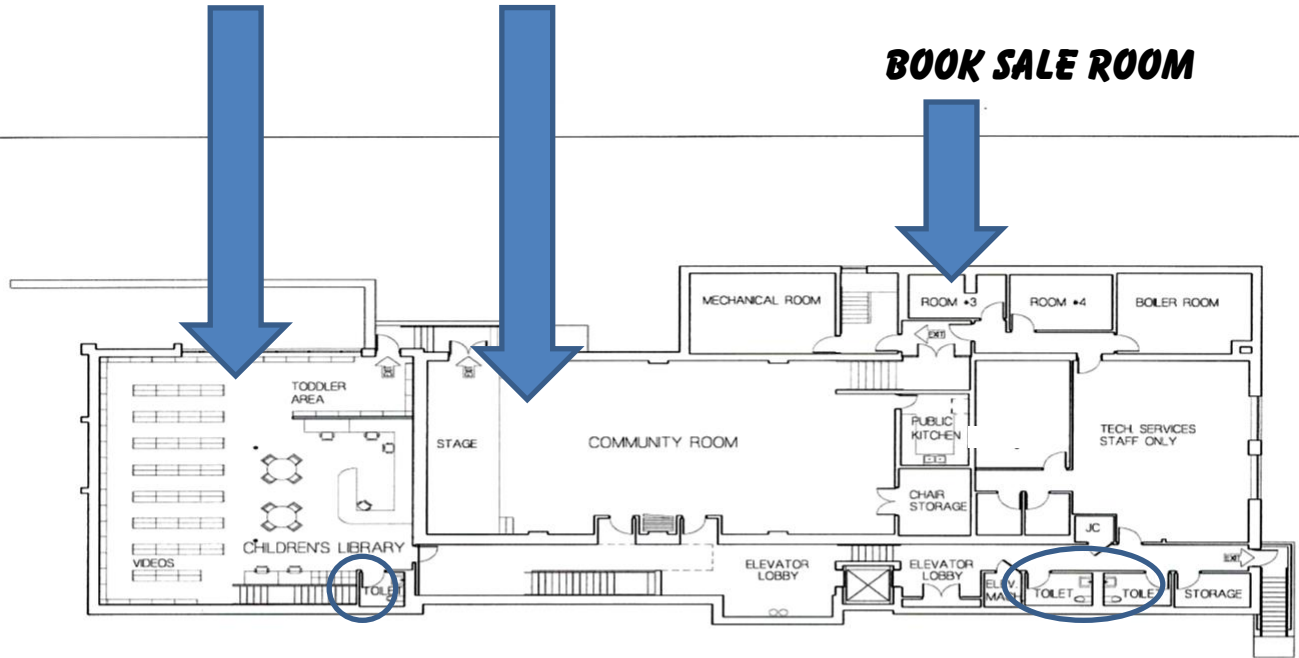 BOOK SALE ROOM
MECHANICAL ROOM
ROOM #3
ROOM #4
BOILER ROOM
EXIT
TODDLER
AREA
STAGE
COMMUNITY ROOM
PUBLIC
KITCHEN
TECH. SERVICES
STAFF ONLY
CHAIR
STORAGE
JC
CHILDREN'S LIBRARY
VIDEOS
ELEVATOR
LOBBY
ELEVATOR
LOBBY
EXIT
ELEV.
MACH.
TOILET
TOILET
TOILET
STORAGE